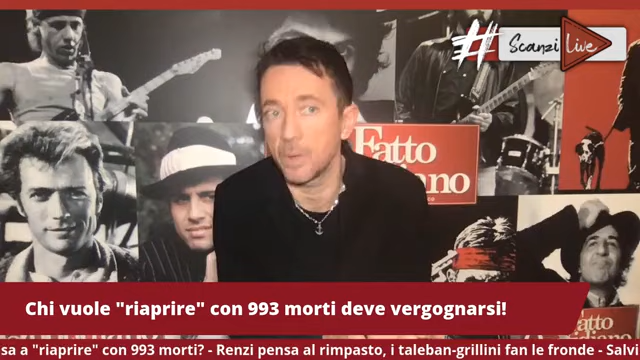 # Scanzi Live
Fatto
diano
Chi vuole "riaprire" con 993 morti deve vergognarsi!
sa a "riaprire" con 993 morti? - Renzi pensa al rimpasto, i taleban-grillini fan le fronde - Salvi